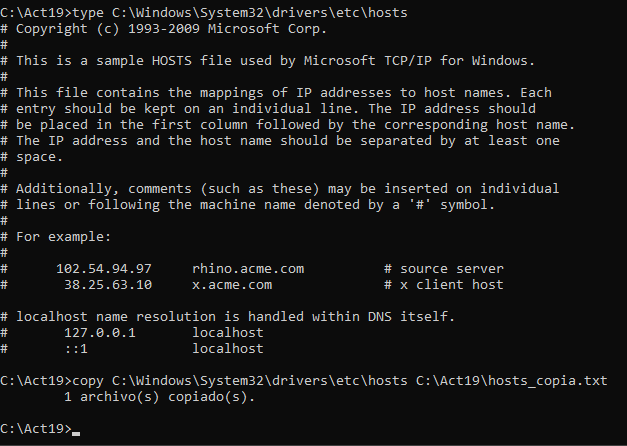 C:\Act19>type C:\Windows\System32\drivers\etc\hosts
# Copyright (c) 1993-2009 Microsoft Corp.
#
# This is a sample HOSTS file used by Microsoft TCP/IP for Windows.
#
# This file contains the mappings of IP addresses to host names. Each
# entry should be kept on an individual line. The IP address should
# be placed in the first column followed by the corresponding host name.
# The IP address and the host name should be separated by at least one
# space.
#
# Additionally, comments (such as these) may be inserted on individual
# lines or following the machine name denoted by a '#' symbol.
#
# For example:
#
#      102.54.94.97     rhino.acme.com          # source server
#       38.25.63.10     x.acme.com              # x client host

# localhost name resolution is handled within DNS itself.
#       127.0.0.1       localhost
#       ::1             localhost

C:\Act19>copy C:\Windows\System32\drivers\etc\hosts C:\Act19\hosts_copia.txt
        1 archivo(s) copiado(s).

C:\Act19>